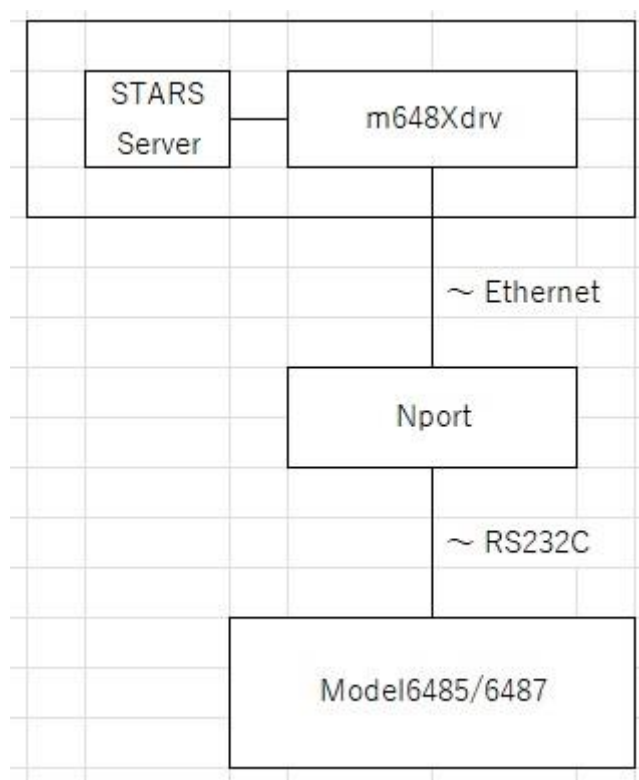 STARS
Server
m648Xdrv
～ Ethernet
Nport
～ RS232C
Model6485/6487